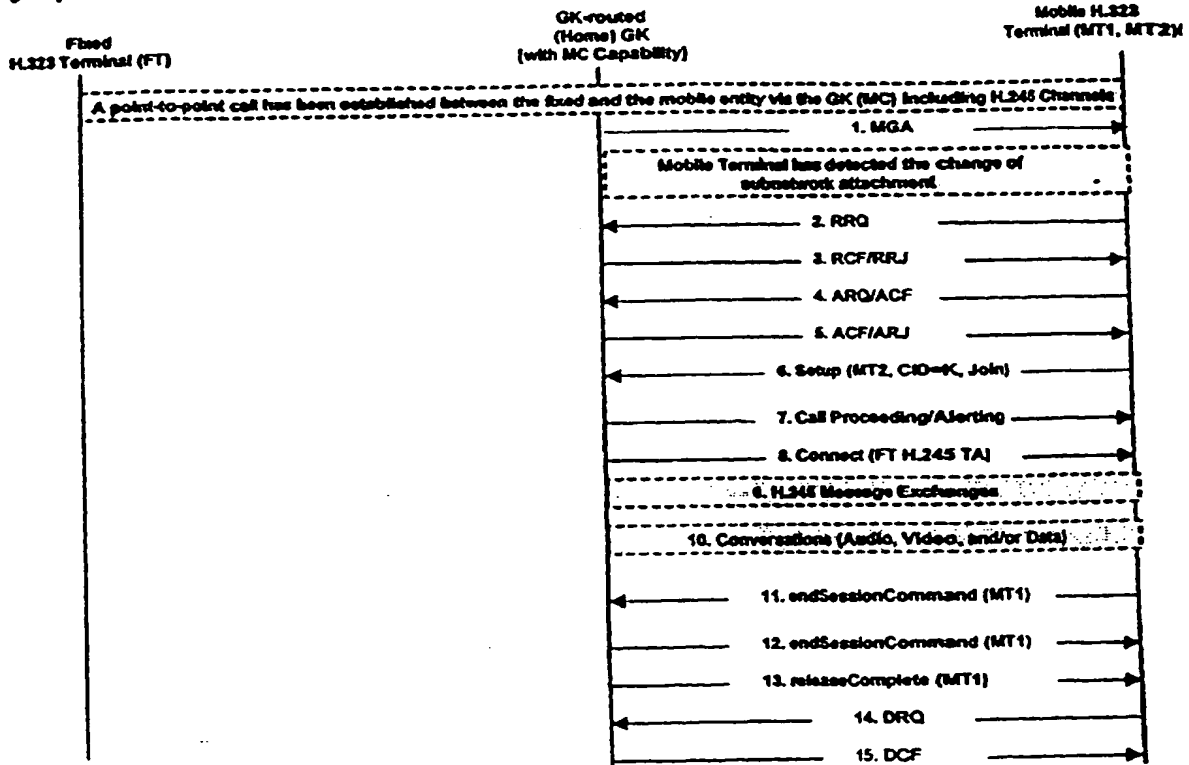 Fixed
H.323 Terminal (FT)
GK-routed
(Home) GK
[with MC Capability]
Mobile H.323
Terminal (MT1, MT2)
A point-to-point call has been established between the fixed and the mobile entity via the GK (MC) Including H.245 Channels
1. MGA
Mobile Terminal has detected the change of
subnetwork attachment
2. RRQ
3. RCF/RRJ
4. ARQ/ACF
5. ACF/ARJ
6. Setup (MT2, CID=K, Join)
7. Call Proceeding/Alerting
8. Connect (FT H.245 TA]
9. H.245 Message Exchanges
10. Conversations (Audio, Video, and/or Data)
11. endSessionCommand (MT1)
12. endSessionCommand (MT1)
13. releaseComplete (MT1)
14. DRQ
15. DCF